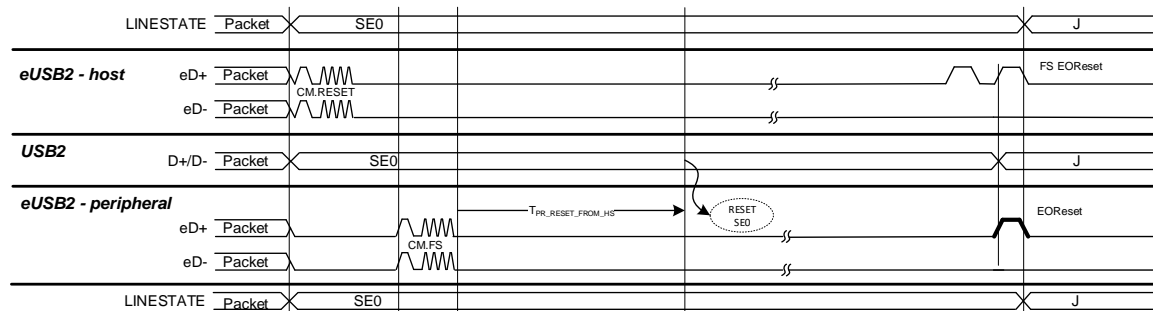 LINESTATE Packet SE0 J
eUSB2 - host eD+ Packet FS EOReset
CM.RESET
eD- Packet
USB2 D+/D- Packet SE0 J
eUSB2 - peripheral
TPR_RESET_FROM_HS RESET SE0 EOReset
eD+ Packet
CM.FS
eD- Packet
LINESTATE Packet SE0 J